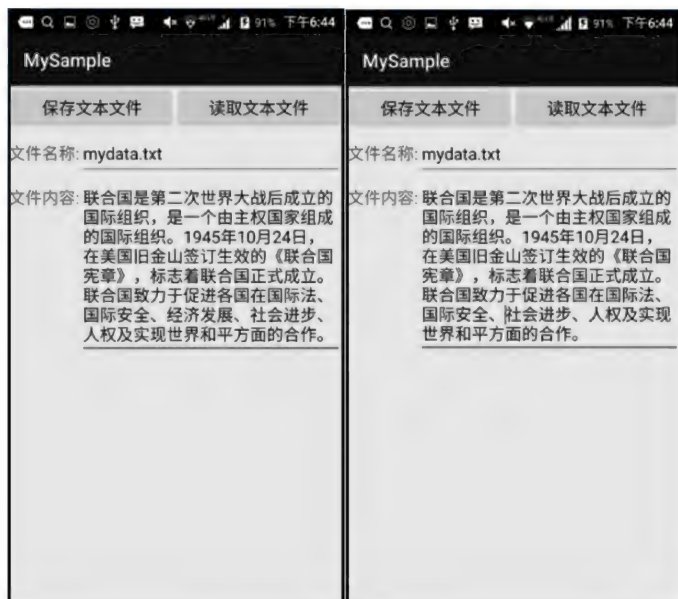 91% 下午6:44
MySample
保存文本文件
读取文本文件
文件名称: mydata.txt
文件内容: 联合国是第二次世界大战后成立的
国际组织，是一个由主权国家组成
的国际组织。1945年10月24日，
在美国旧金山签订生效的《联合国
宪章》，标志着联合国正式成立。
联合国致力于促进各国在国际法、
国际安全、经济发展、社会进步、
人权及实现世界和平方面的合作。
91% 下午6:44
MySample
保存文本文件
读取文本文件
文件名称: mydata.txt
文件内容: 联合国是第二次世界大战后成立的
国际组织，是一个由主权国家组成
的国际组织。1945年10月24日，
在美国旧金山签订生效的《联合国
宪章》，标志着联合国正式成立。
联合国致力于促进各国在国际法、
国际安全、社会进步、人权及实现
世界和平方面的合作。